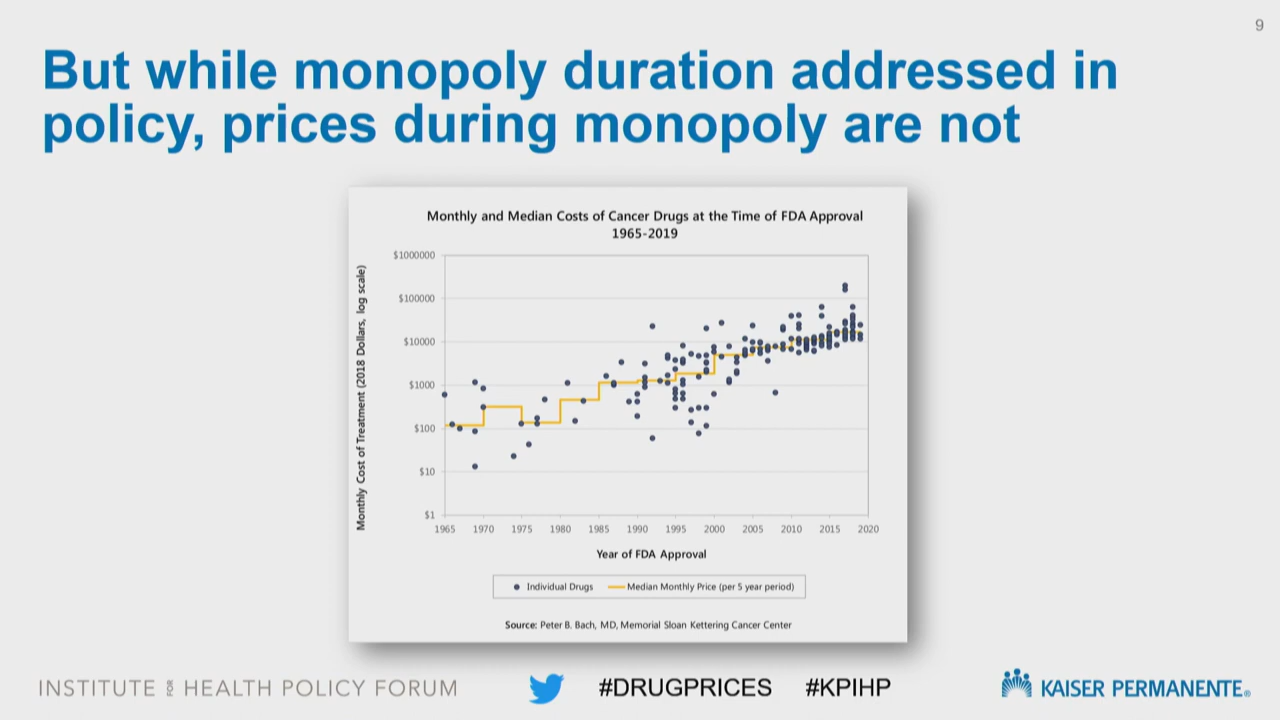 9
But while monopoly duration addressed in
policy, prices during monopoly are not
Monthly and Median Costs of Cancer Drugs at the Time of FDA Approval
1965-2019
Monthly Cost of Treatment (2018 Dollars, log scale)
$1000000
$100000
$10000
$1000
$100
$10
$1
1965 1970 1975 1980 1985 1990 1995 2000 2005 2010 2015 2020
Year of FDA Approval
Individual Drugs Median Monthly Price (per 5 year period)
Source: Peter B. Bach, MD, Memorial Sloan Kettering Cancer Center
INSTITUTE FOR HEALTH POLICY FORUM #DRUGPRICES #KPIHP KAISER PERMANENTE®